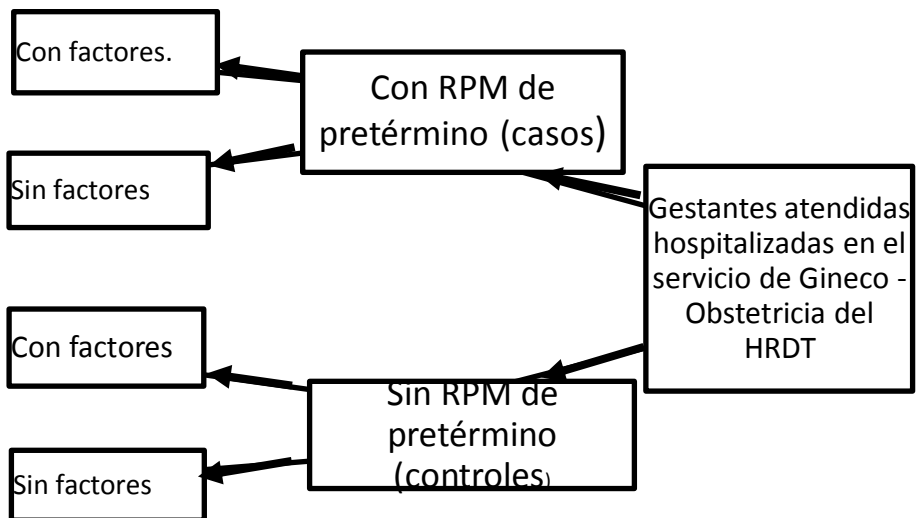 Con factores.
Con RPM de
pretérmino (casos)
Sin factores
Gestantes atendidas
hospitalizadas en el
servicio de Gineco -
Obstetricia del
HRDT
Con factores
Sin RPM de
pretérmino
(controles)
Sin factores